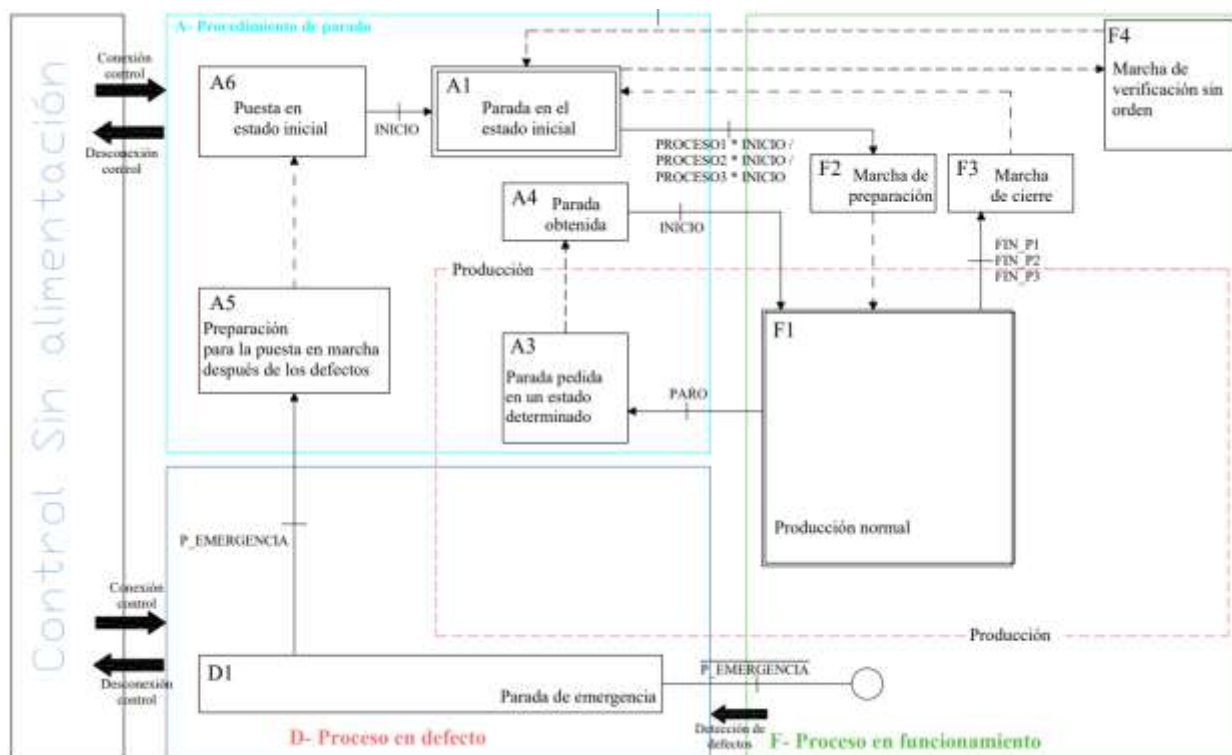 Control Sin alimentación
Conexión
control
Desconexión
control
A- Procedimiento de parada
A6
Puesta en
estado inicial
INICIO
A1
Parada en el
estado inicial
PROCESO1 * INICIO /
PROCESO2 * INICIO /
PROCESO3 * INICIO
F4
Marcha de
verificación sin
orden
F2
Marcha de
preparación
F3
Marcha
de cierre
A4
Parada
obtenida
INICIO
FIN_P1
FIN_P2
FIN_P3
Producción
A5
Preparación
para la puesta en marcha
después de los defectos
A3
Parada pedida
en un estado
determinado
PARO
F1
Producción normal
P_EMERGENCIA
Conexión
control
Desconexión
control
Producción
D1
Parada de emergencia
P_EMERGENCIA
Detección de
defectos
D- Proceso en defecto
F- Proceso en funcionamiento